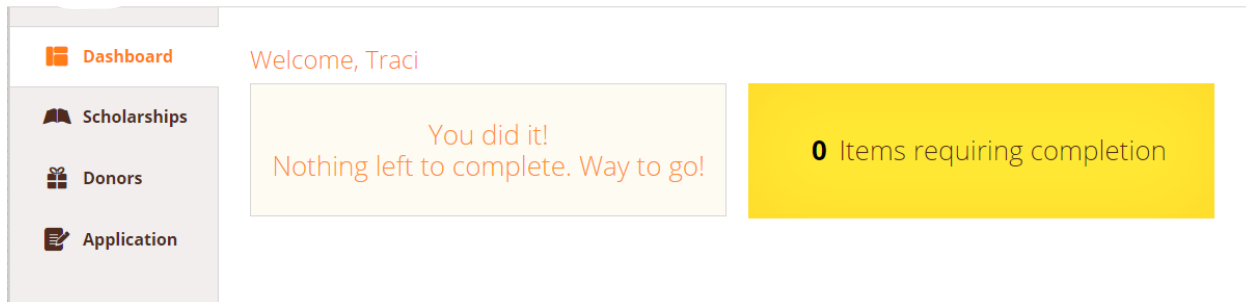 Dashboard
Scholarships
Donors
Application
Welcome, Traci
You did it!
Nothing left to complete. Way to go!
0 Items requiring completion